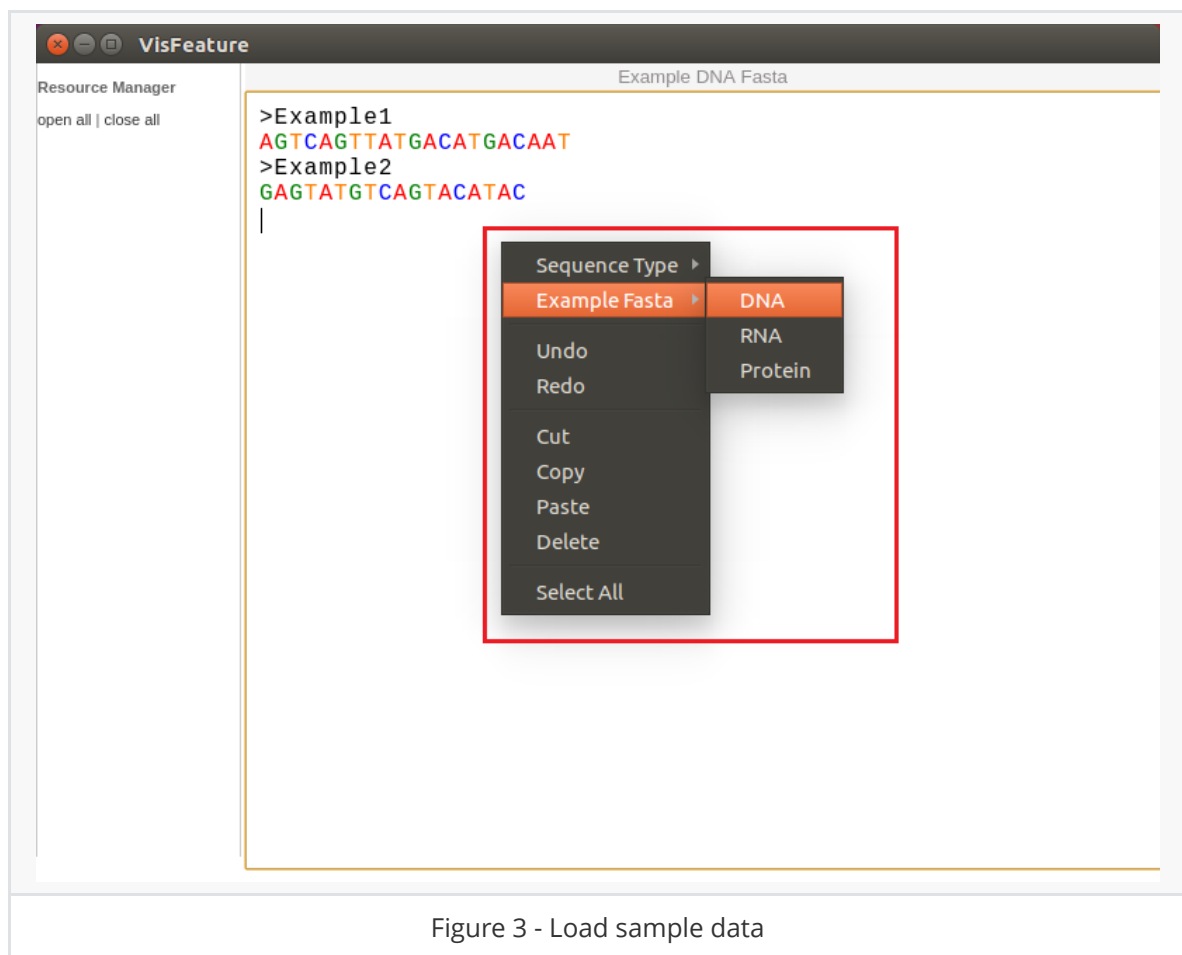 VisFeature
Resource Manager
open all | close all
Example DNA Fasta
>Example1
AGTCAGTTATGACATGACAAT
>Example2
GAGTATGTCAGTACATAC
Sequence Type
Example Fasta
Undo
Redo
Cut
Copy
Paste
Delete
Select All
DNA
RNA
Protein
Figure 3 - Load sample data